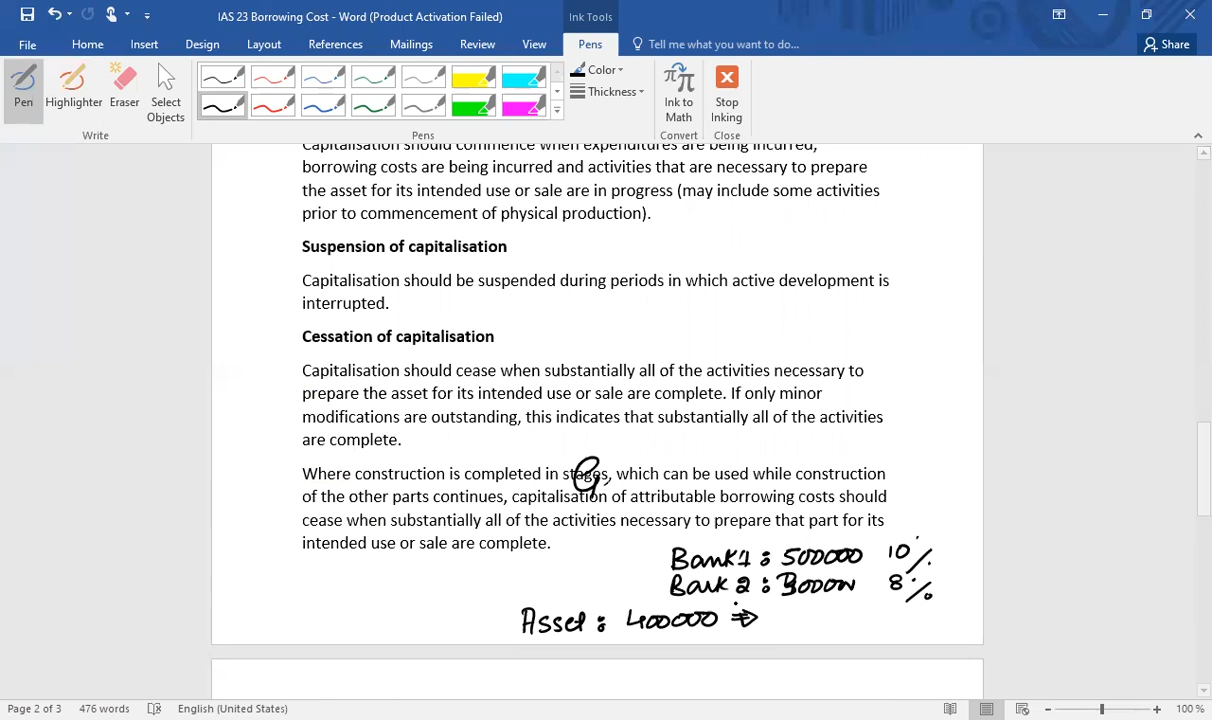 IAS 23 Borrowing Cost - Word (Product Activation Failed)
Ink Tools
File
Home
Insert
Design
Layout
References
Mailings
Review
View
Pens
Tell me what you want to do...
Share
Pen
Highlighter
Eraser
Select
Objects
Color
Thickness
Ink to
Math
Stop
Inking
Write
Pens
Convert
Close
Capitalisation should commence when expenditures are being incurred,
borrowing costs are being incurred and activities that are necessary to prepare
the asset for its intended use or sale are in progress (may include some activities
prior to commencement of physical production).
Suspension of capitalisation
Capitalisation should be suspended during periods in which active development is
interrupted.
Cessation of capitalisation
Capitalisation should cease when substantially all of the activities necessary to
prepare the asset for its intended use or sale are complete. If only minor
modifications are outstanding, this indicates that substantially all of the activities
are complete.
Where construction is completed in stages, which can be used while construction
of the other parts continues, capitalisation of attributable borrowing costs should
cease when substantially all of the activities necessary to prepare that part for its
intended use or sale are complete.
Bank 1 : 500000 10%
Bank 2 : 8%
Asset : 400000 ⇒
Page 2 of 3
476 words
English (United States)
100 %